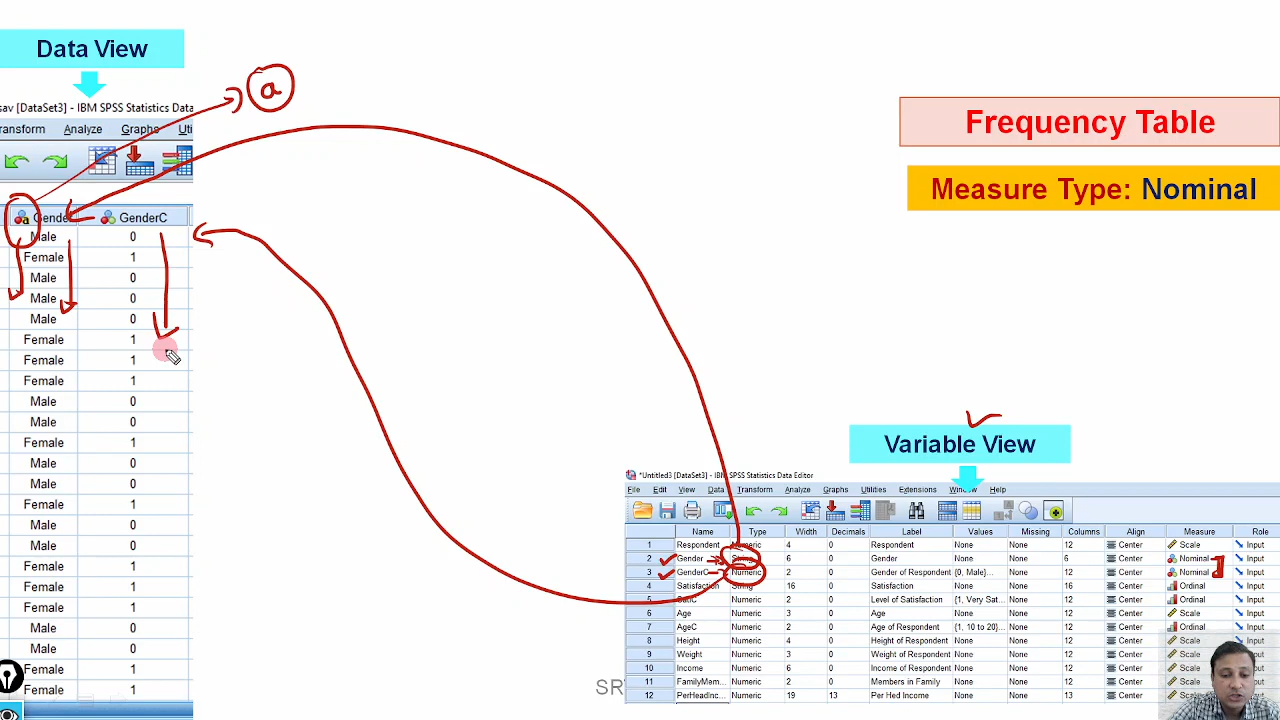 Data View
a
sav [DataSet3] - IBM SPSS Statistics Data
ransform Analyze Graphs Uti
Gende GenderC
Male 0
Female 1
Male 0
Male 0
Male 0
Female 1
Female 1
Female 1
Male 0
Male 0
Female 1
Male 0
Male 0
Female 1
Male 0
Male 0
Female 1
Female 1
Female 1
Male 0
Male 0
Female 1
Female 1
Frequency Table
Measure Type: Nominal
Variable View
*Untitled3 [DataSet3] - IBM SPSS Statistics Data Editor
File Edit View Data Transform Analyze Graphs Utilities Extensions Window Help
Name Type Width Decimals Label Values Missing Columns Align Measure Role
1 Respondent Numeric 4 0 Respondent None None 12 Center Scale Input
2 Gender String 6 0 Gender None None 6 Center Nominal Input
3 GenderC Numeric 2 0 Gender of Respondent {0, Male}... None 12 Center Nominal Input
4 Satisfaction String 16 0 Satisfaction None None 16 Center Ordinal Input
5 SatiC Numeric 2 0 Level of Satisfaction {1, Very Sat... None 12 Center Ordinal Input
6 Age Numeric 3 0 Age None None 12 Center Scale Input
7 AgeC Numeric 2 0 Age of Respondent {1, 10 to 20}... None 12 Center Ordinal Input
8 Height Numeric 4 0 Height of Respondent None None 12 Center Scale Input
9 Weight Numeric 3 0 Weight of Respondent None None 12 Center Scale
10 Income Numeric 6 0 Income of Respondent None None 12 Center Scale
11 FamilyMem... Numeric 2 0 Members in Family None None 12 Center Scale
12 PerHeadInc... Numeric 19 13 Per Hed Income None None 13 Center
SR